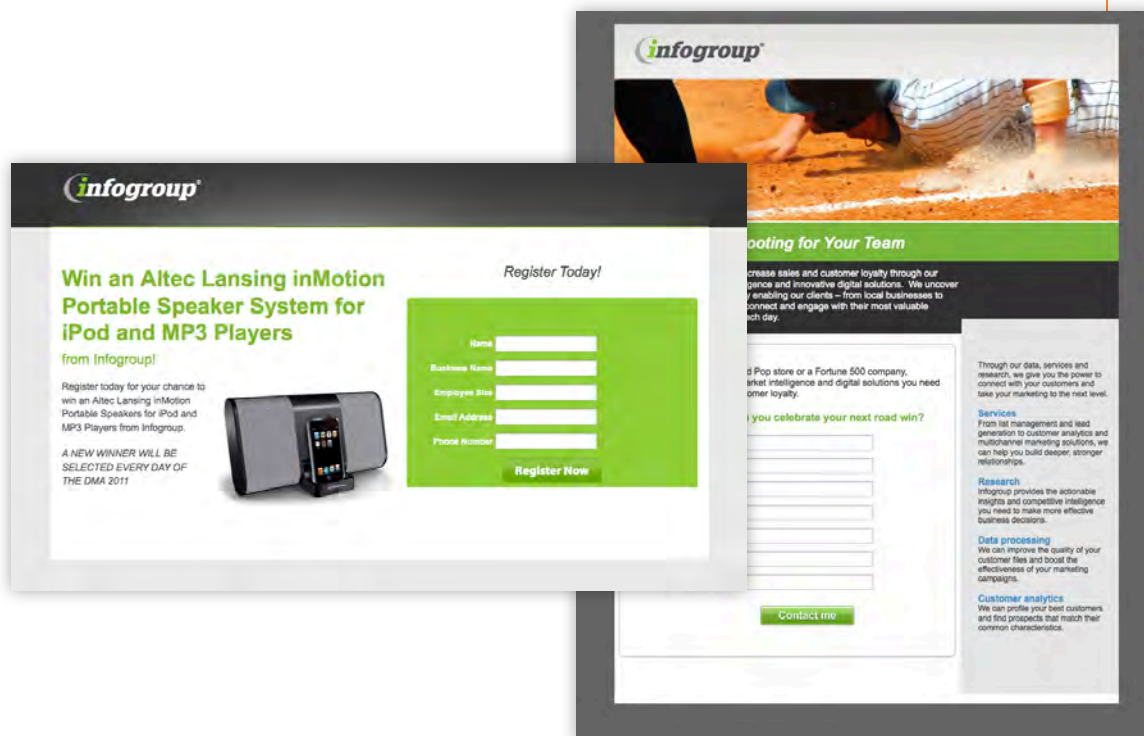 infogroup
Win an Altec Lansing inMotion
Portable Speaker System for
iPod and MP3 Players
from Infogroup!
Register today for your chance to
win an Altec Lansing inMotion
Portable Speakers for iPod and
MP3 Players from Infogroup.
A NEW WINNER WILL BE
SELECTED EVERY DAY OF
THE DMA 2011
Register Today!
Name
Business Name
Employee Size
Email Address
Phone Number
Register Now
infogroup
ooting for Your Team
crease sales and customer loyalty through our
gence and innovative digital solutions. We uncover
y enabling our clients – from local businesses to
connect and engage with their most valuable
ach day.
d Pop store or a Fortune 500 company,
arket intelligence and digital solutions you need
omer loyalty.
you celebrate your next road win?
Contact me
Through our data, services and
research, we give you the power to
connect with your customers and
take your marketing to the next level.
Services
From list management and lead
generation to customer analytics and
multichannel marketing solutions, we
can help you build deeper, stronger
relationships.
Research
Infogroup provides the actionable
insights and competitive intelligence
you need to make more effective
business decisions.
Data processing
We can improve the quality of your
customer files and boost the
effectiveness of your marketing
campaigns.
Customer analytics
We can profile your best customers
and find prospects that match their
common characteristics.